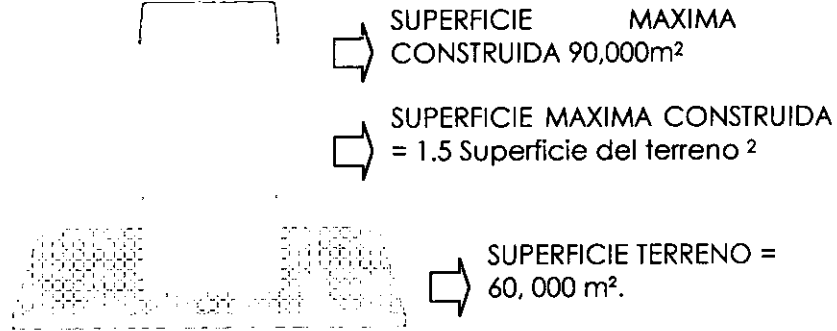 SUPERFICIE MAXIMA
CONSTRUIDA 90,000m²
SUPERFICIE MAXIMA CONSTRUIDA
= 1.5 Superficie del terreno ²
SUPERFICIE TERRENO =
60, 000 m².